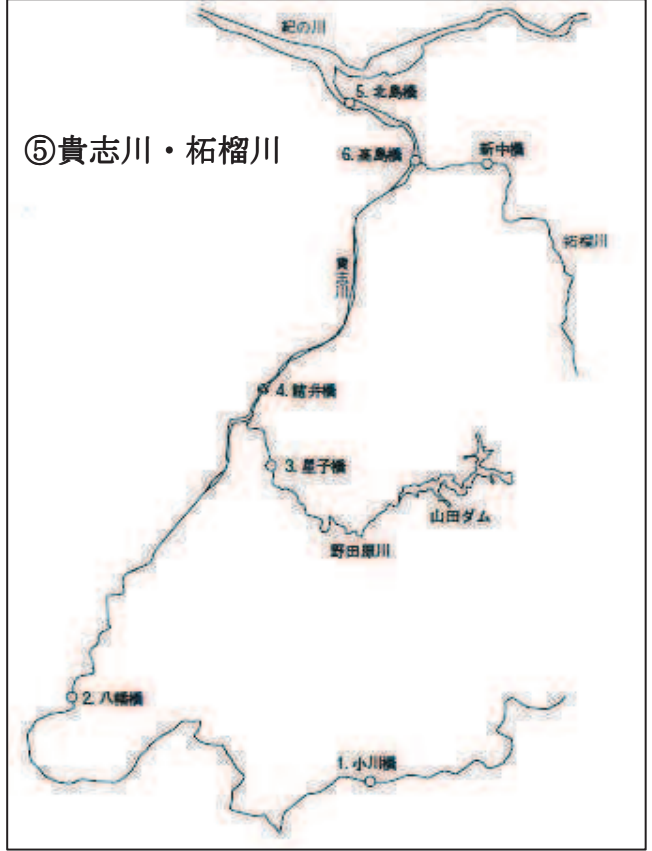 紀の川
5. 北島橋
⑤貴志川・柘榴川
6. 高島橋
新中橋
柘榴川
貴志川
4. 諸井橋
3. 星子橋
山田ダム
野田原川
2. 八幡橋
1. 小川橋